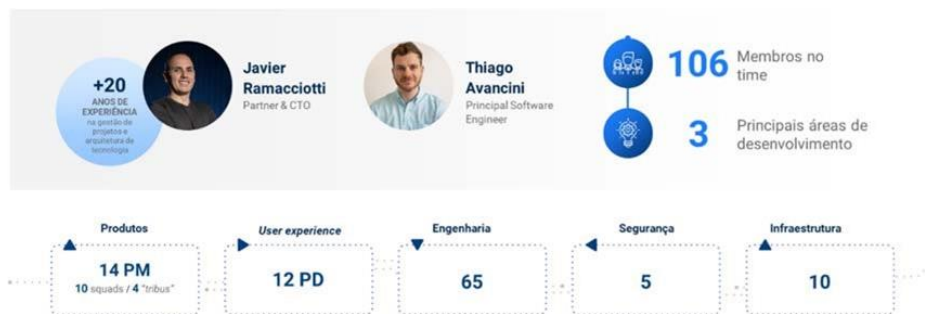 +20
ANOS DE
EXPERIÊNCIA
na gestão de
projetos e
arquitetura de
tecnologia
Javier
Ramacciotti
Partner & CTO
Thiago
Avancini
Principal Software
Engineer
106
Membros no
time
3
Principais áreas de
desenvolvimento
Produtos
14 PM
10 squads / 4 "tribus"
User experience
12 PD
Engenharia
65
Segurança
5
Infraestrutura
10